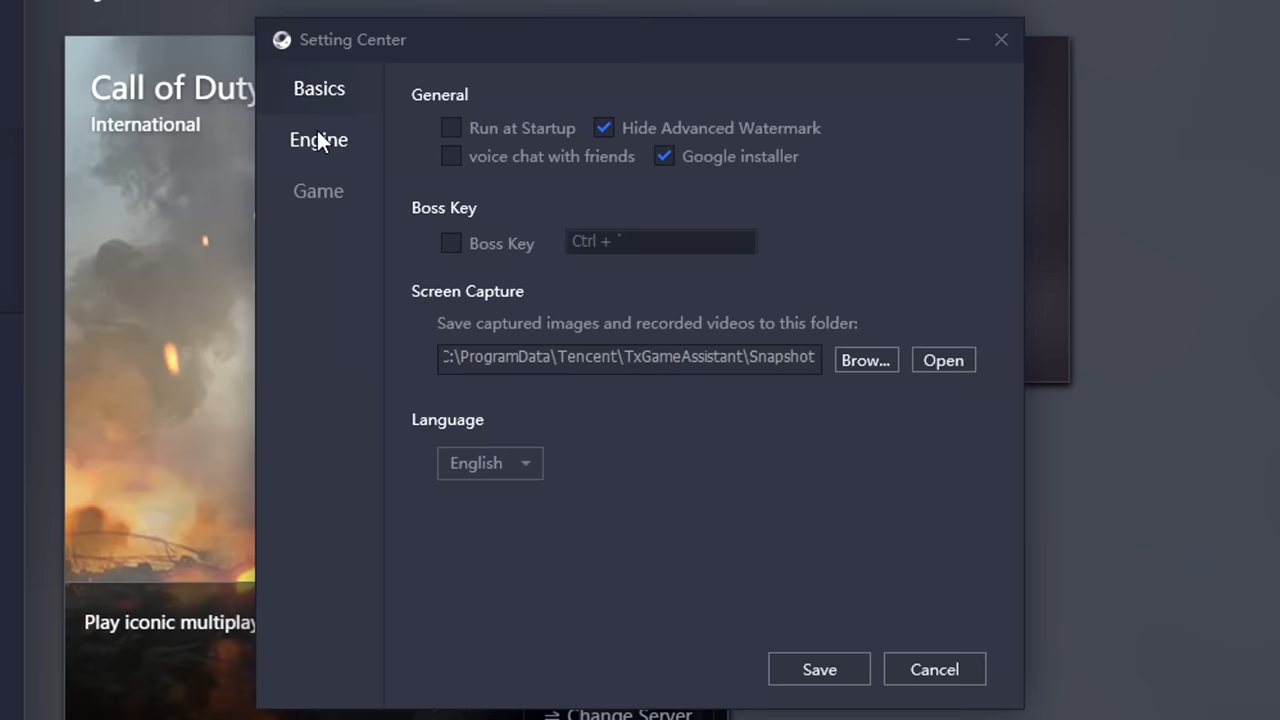 Setting Center
Call of Duty
International
Basics
Engine
Game
General
Run at Startup
Hide Advanced Watermark
voice chat with friends
Google installer
Boss Key
Boss Key
Ctrl + `
Screen Capture
Save captured images and recorded videos to this folder:
:\ProgramData\Tencent\TxGameAssistant\Snapshot
Brow...
Open
Language
English
Play iconic multiplay
Save
Cancel
Change Server